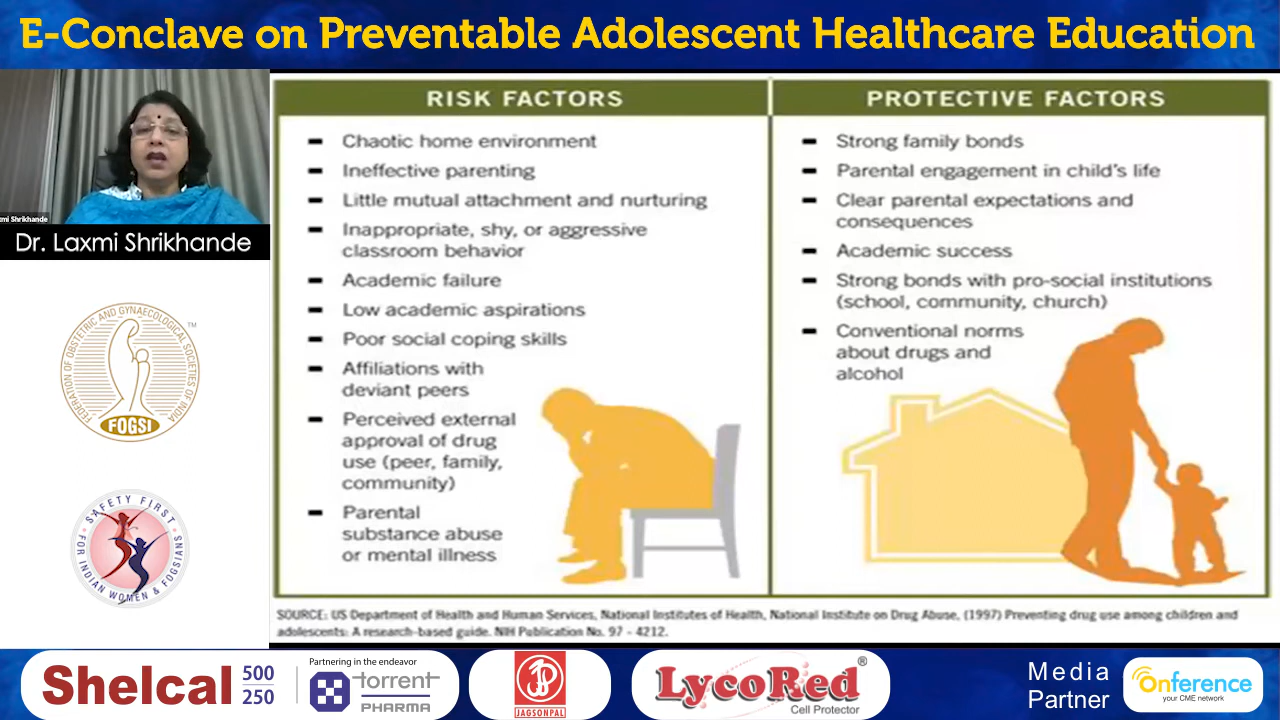 E-Conclave on Preventable Adolescent Healthcare Education
xmi Shrikhande
Dr. Laxmi Shrikhande
FEDERATION OF OBSTETRIC AND GYNAECOLOGICAL SOCIETIES OF INDIA
TM
FOGSI
SAFETY FIRST
FOR INDIAN WOMEN & FOGSIANS
RISK FACTORS
Chaotic home environment
Ineffective parenting
Little mutual attachment and nurturing
Inappropriate, shy, or aggressive
classroom behavior
Academic failure
Low academic aspirations
Poor social coping skills
Affiliations with
deviant peers
Perceived external
approval of drug
use (peer, family,
community)
Parental
substance abuse
or mental illness
PROTECTIVE FACTORS
Strong family bonds
Parental engagement in child's life
Clear parental expectations and
consequences
Academic success
Strong bonds with pro-social institutions
(school, community, church)
Conventional norms
about drugs and
alcohol
SOURCE: US Department of Health and Human Services, National Institutes of Health, National Institute on Drug Abuse, (1997) Preventing drug use among children and
adolescents: A research-based guide. NIH Publication No. 97 - 4212.
Shelcal 500
250
Partnering in the endeavor
torrent
PHARMA
JAGSONPAL
LycoRed®
Cell Protector
Media
Partner
Onference
your CME network